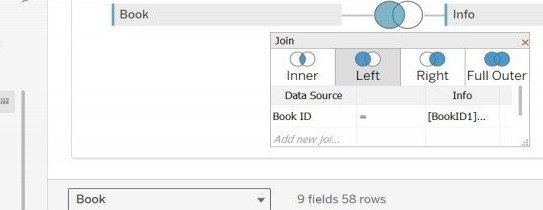 Book Info
Join ×
Inner Left Right Full Outer
Data Source Info
Book ID = [BookID1]...
Add new joi...
Book 9 fields 58 rows